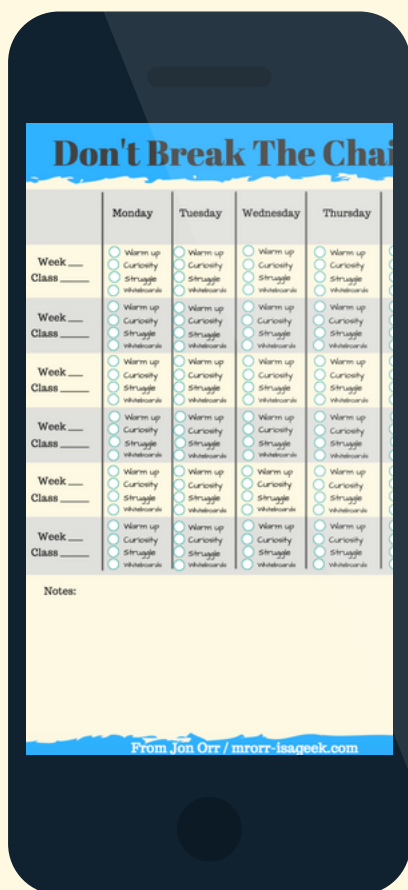 Don't Break The Chai
Monday Tuesday Wednesday Thursday
Warm up Warm up Warm up Warm up
Week ___ Curiosity Curiosity Curiosity Curiosity
Class ______ Struggle Struggle Struggle Struggle
Whiteboards Whiteboards Whiteboards Whiteboards
Warm up Warm up Warm up Warm up
Week ___ Curiosity Curiosity Curiosity Curiosity
Class ______ Struggle Struggle Struggle Struggle
Whiteboards Whiteboards Whiteboards Whiteboards
Warm up Warm up Warm up Warm up
Week ___ Curiosity Curiosity Curiosity Curiosity
Class ______ Struggle Struggle Struggle Struggle
Whiteboards Whiteboards Whiteboards Whiteboards
Warm up Warm up Warm up Warm up
Week ___ Curiosity Curiosity Curiosity Curiosity
Class ______ Struggle Struggle Struggle Struggle
Whiteboards Whiteboards Whiteboards Whiteboards
Warm up Warm up Warm up Warm up
Week ___ Curiosity Curiosity Curiosity Curiosity
Class ______ Struggle Struggle Struggle Struggle
Whiteboards Whiteboards Whiteboards Whiteboards
Warm up Warm up Warm up Warm up
Week ___ Curiosity Curiosity Curiosity Curiosity
Class ______ Struggle Struggle Struggle Struggle
Whiteboards Whiteboards Whiteboards Whiteboards
Notes:
From Jon Orr / mrorr-isageek.com